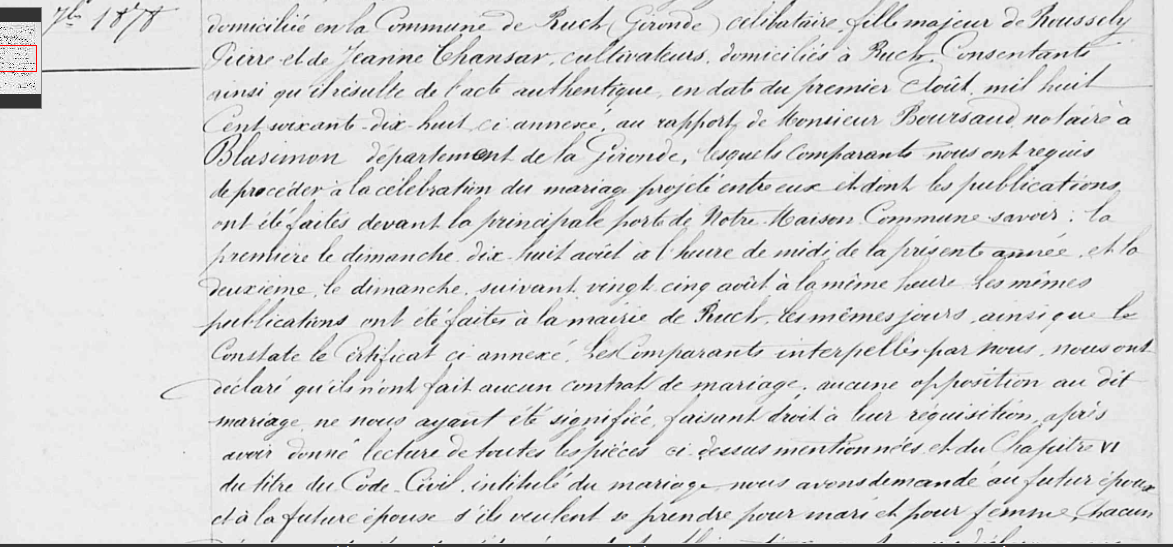 7bre 1878
domiciliée en la Commune de Ruch (Gironde) célibataire, fille majeur de Roussely
Pierre et de Jeanne Chansav, cultivateurs, domiciliés à Ruch, Consentants
ainsi qu'il résulte de l'acte authentique, en date du premier Août, mil huit
Cent soixante-dix-huit, ci annexé, au rapport de Monsieur Boursaud, notaire à
Blasimon département de la Gironde, lesquels comparants nous ont requis
de procéder à la célébration du mariage projeté entre eux et dont les publications
ont été faites devant la principale porte de Notre Maison Commune savoir : la
première le dimanche dix-huit août à l'heure de midi de la présente année, et la
deuxième, le dimanche suivant, vingt cinq août à la même heure. Les mêmes
publications ont été faites à la mairie de Ruch, les mêmes jours, ainsi que le
Constate le Certificat ci annexé. Les Comparants interpellés par nous, nous ont
déclaré qu'ils n'ont fait aucun contrat de mariage, aucune opposition au dit
mariage ne nous ayant été signifiée, faisant droit à leur réquisition, après
avoir donné lecture de toutes les pièces ci-dessus mentionnées et du Chapitre VI
du titre du Code-Civil, intitulé du mariage nous avons demandé au futur époux
et à la future épouse s'ils veulent se prendre pour mari et pour femme, Chacun